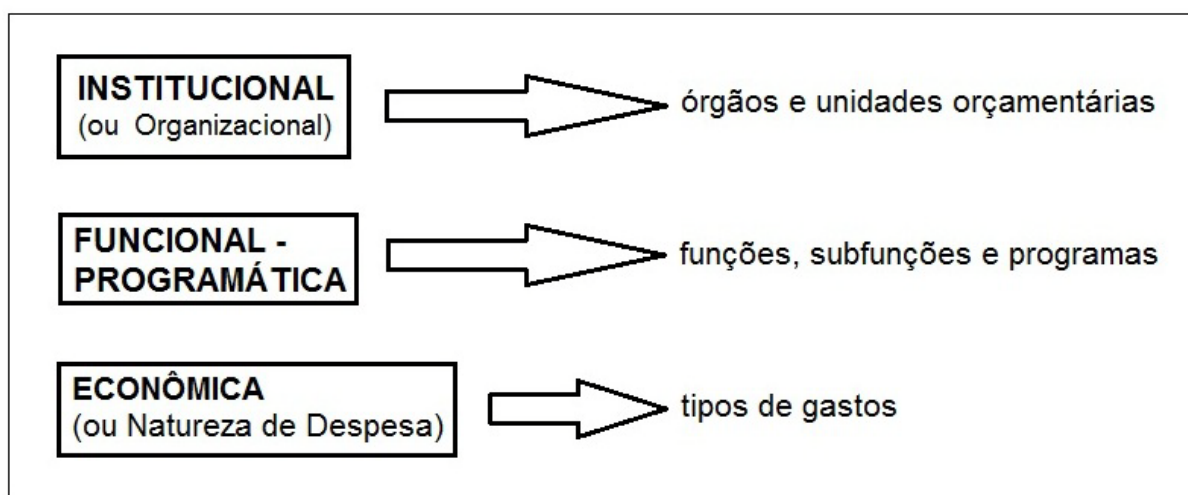 INSTITUCIONAL
(ou Organizacional)
órgãos e unidades orçamentárias
FUNCIONAL -
PROGRAMÁTICA
funções, subfunções e programas
ECONÔMICA
(ou Natureza de Despesa)
tipos de gastos